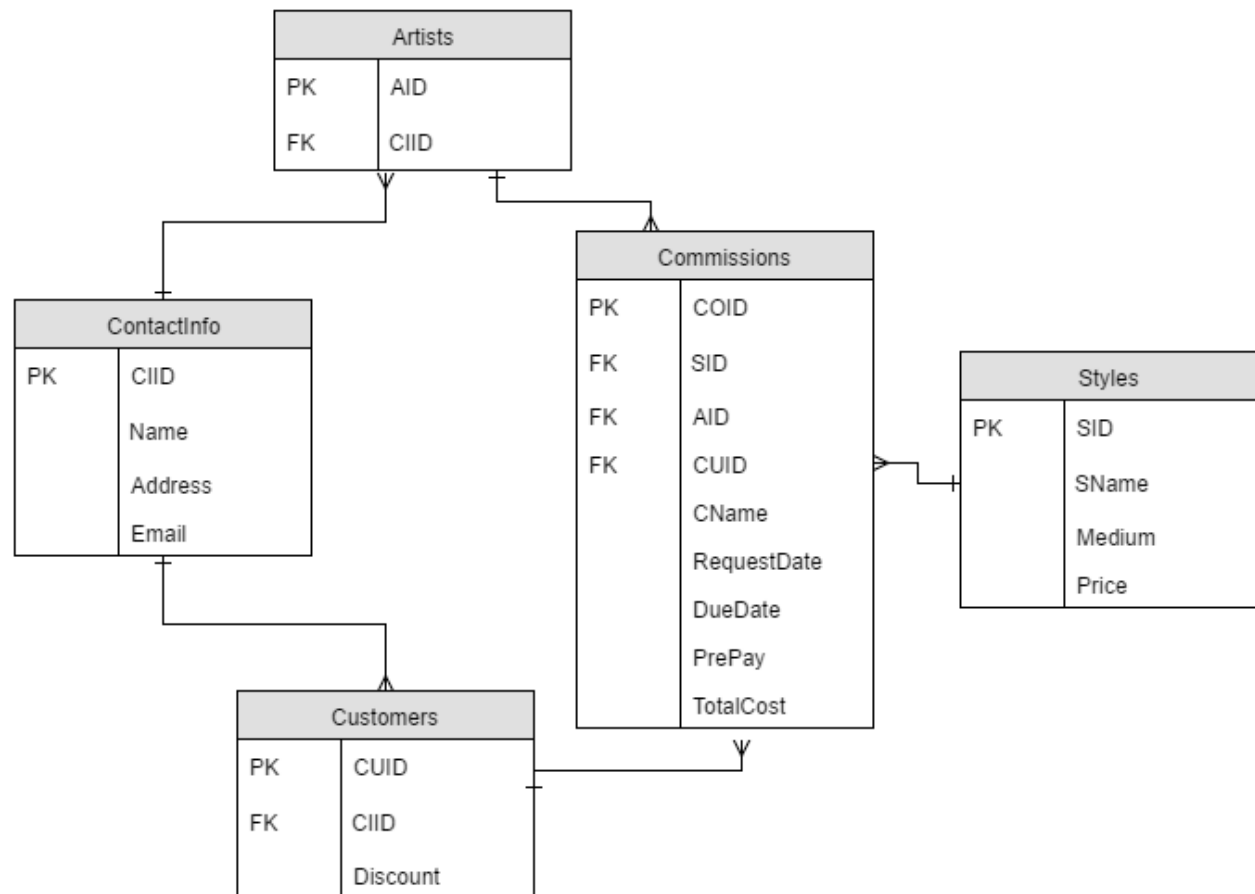 Artists
PK AID
FK CIID
Commissions
PK COID
FK SID
FK AID
FK CUID
CName
RequestDate
DueDate
PrePay
TotalCost
ContactInfo
PK CIID
Name
Address
Email
Styles
PK SID
SName
Medium
Price
Customers
PK CUID
FK CIID
Discount